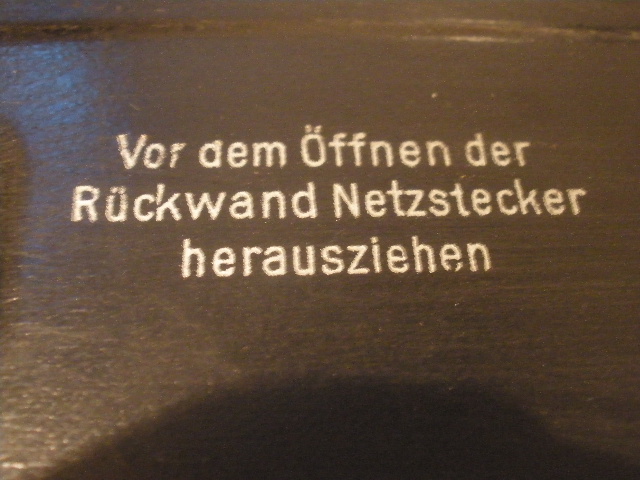 Vor dem Öffnen der
Rückwand Netzstecker
herausziehen